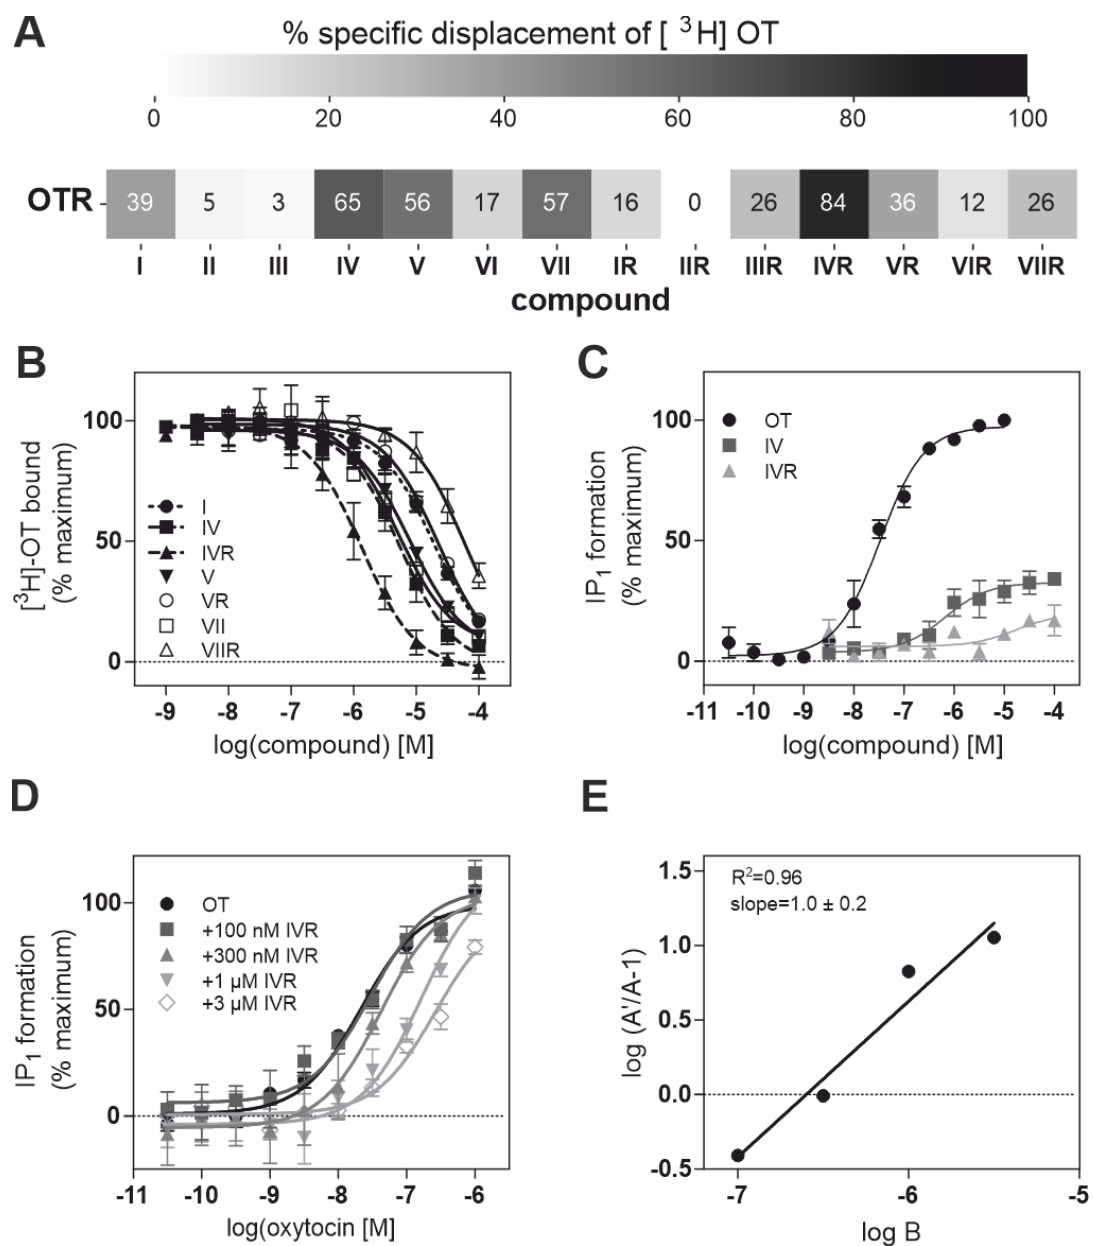 A
% specific displacement of [ ³H] OT
0 20 40 60 80 100
OTR
39 5 3 65 56 17 57 16 0 26 84 36 12 26
I II III IV V VI VII IR IIR IIIR IVR VR VIR VIIR
compound
B
[³H]-OT bound
(% maximum)
100
50
0
I
IV
IVR
V
VR
VII
VIIR
-9 -8 -7 -6 -5 -4
log(compound) [M]
C
IP₁ formation
(% maximum)
100
50
0
OT
IV
IVR
-11 -10 -9 -8 -7 -6 -5 -4
log(compound) [M]
D
IP₁ formation
(% maximum)
100
50
0
OT
+100 nM IVR
+300 nM IVR
+1 µM IVR
+3 µM IVR
-11 -10 -9 -8 -7 -6
log(oxytocin [M]
E
log (A'/A-1)
1.5
1.0
0.5
0.0
-0.5
R²=0.96
slope=1.0 ± 0.2
-7 -6 -5
log B